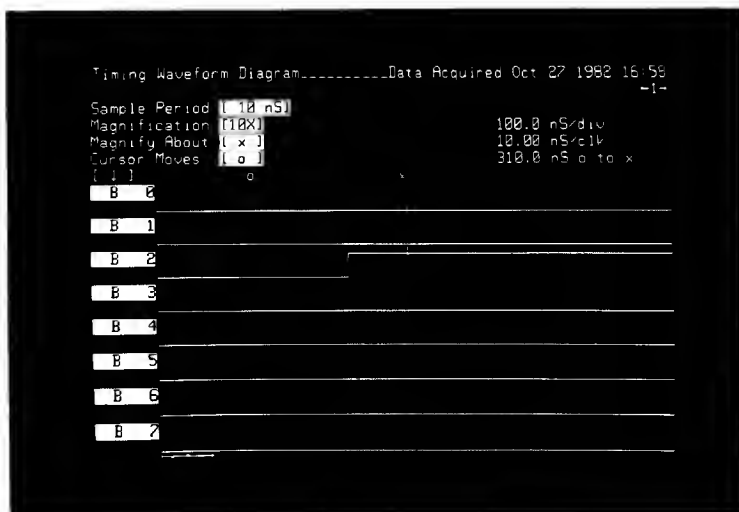 Timing Waveform Diagram__________Data Acquired Oct 27 1982 16:58
-1-
Sample Period [ 10 nS]
Magnification [10X] 100.0 nS/div
Magnify About [ x ] 10.00 nS/clk
Cursor Moves [ o ] 310.0 nS o to x
[ ↓ ] o x
B 0
B 1
B 2
B 3
B 4
B 5
B 6
B 7